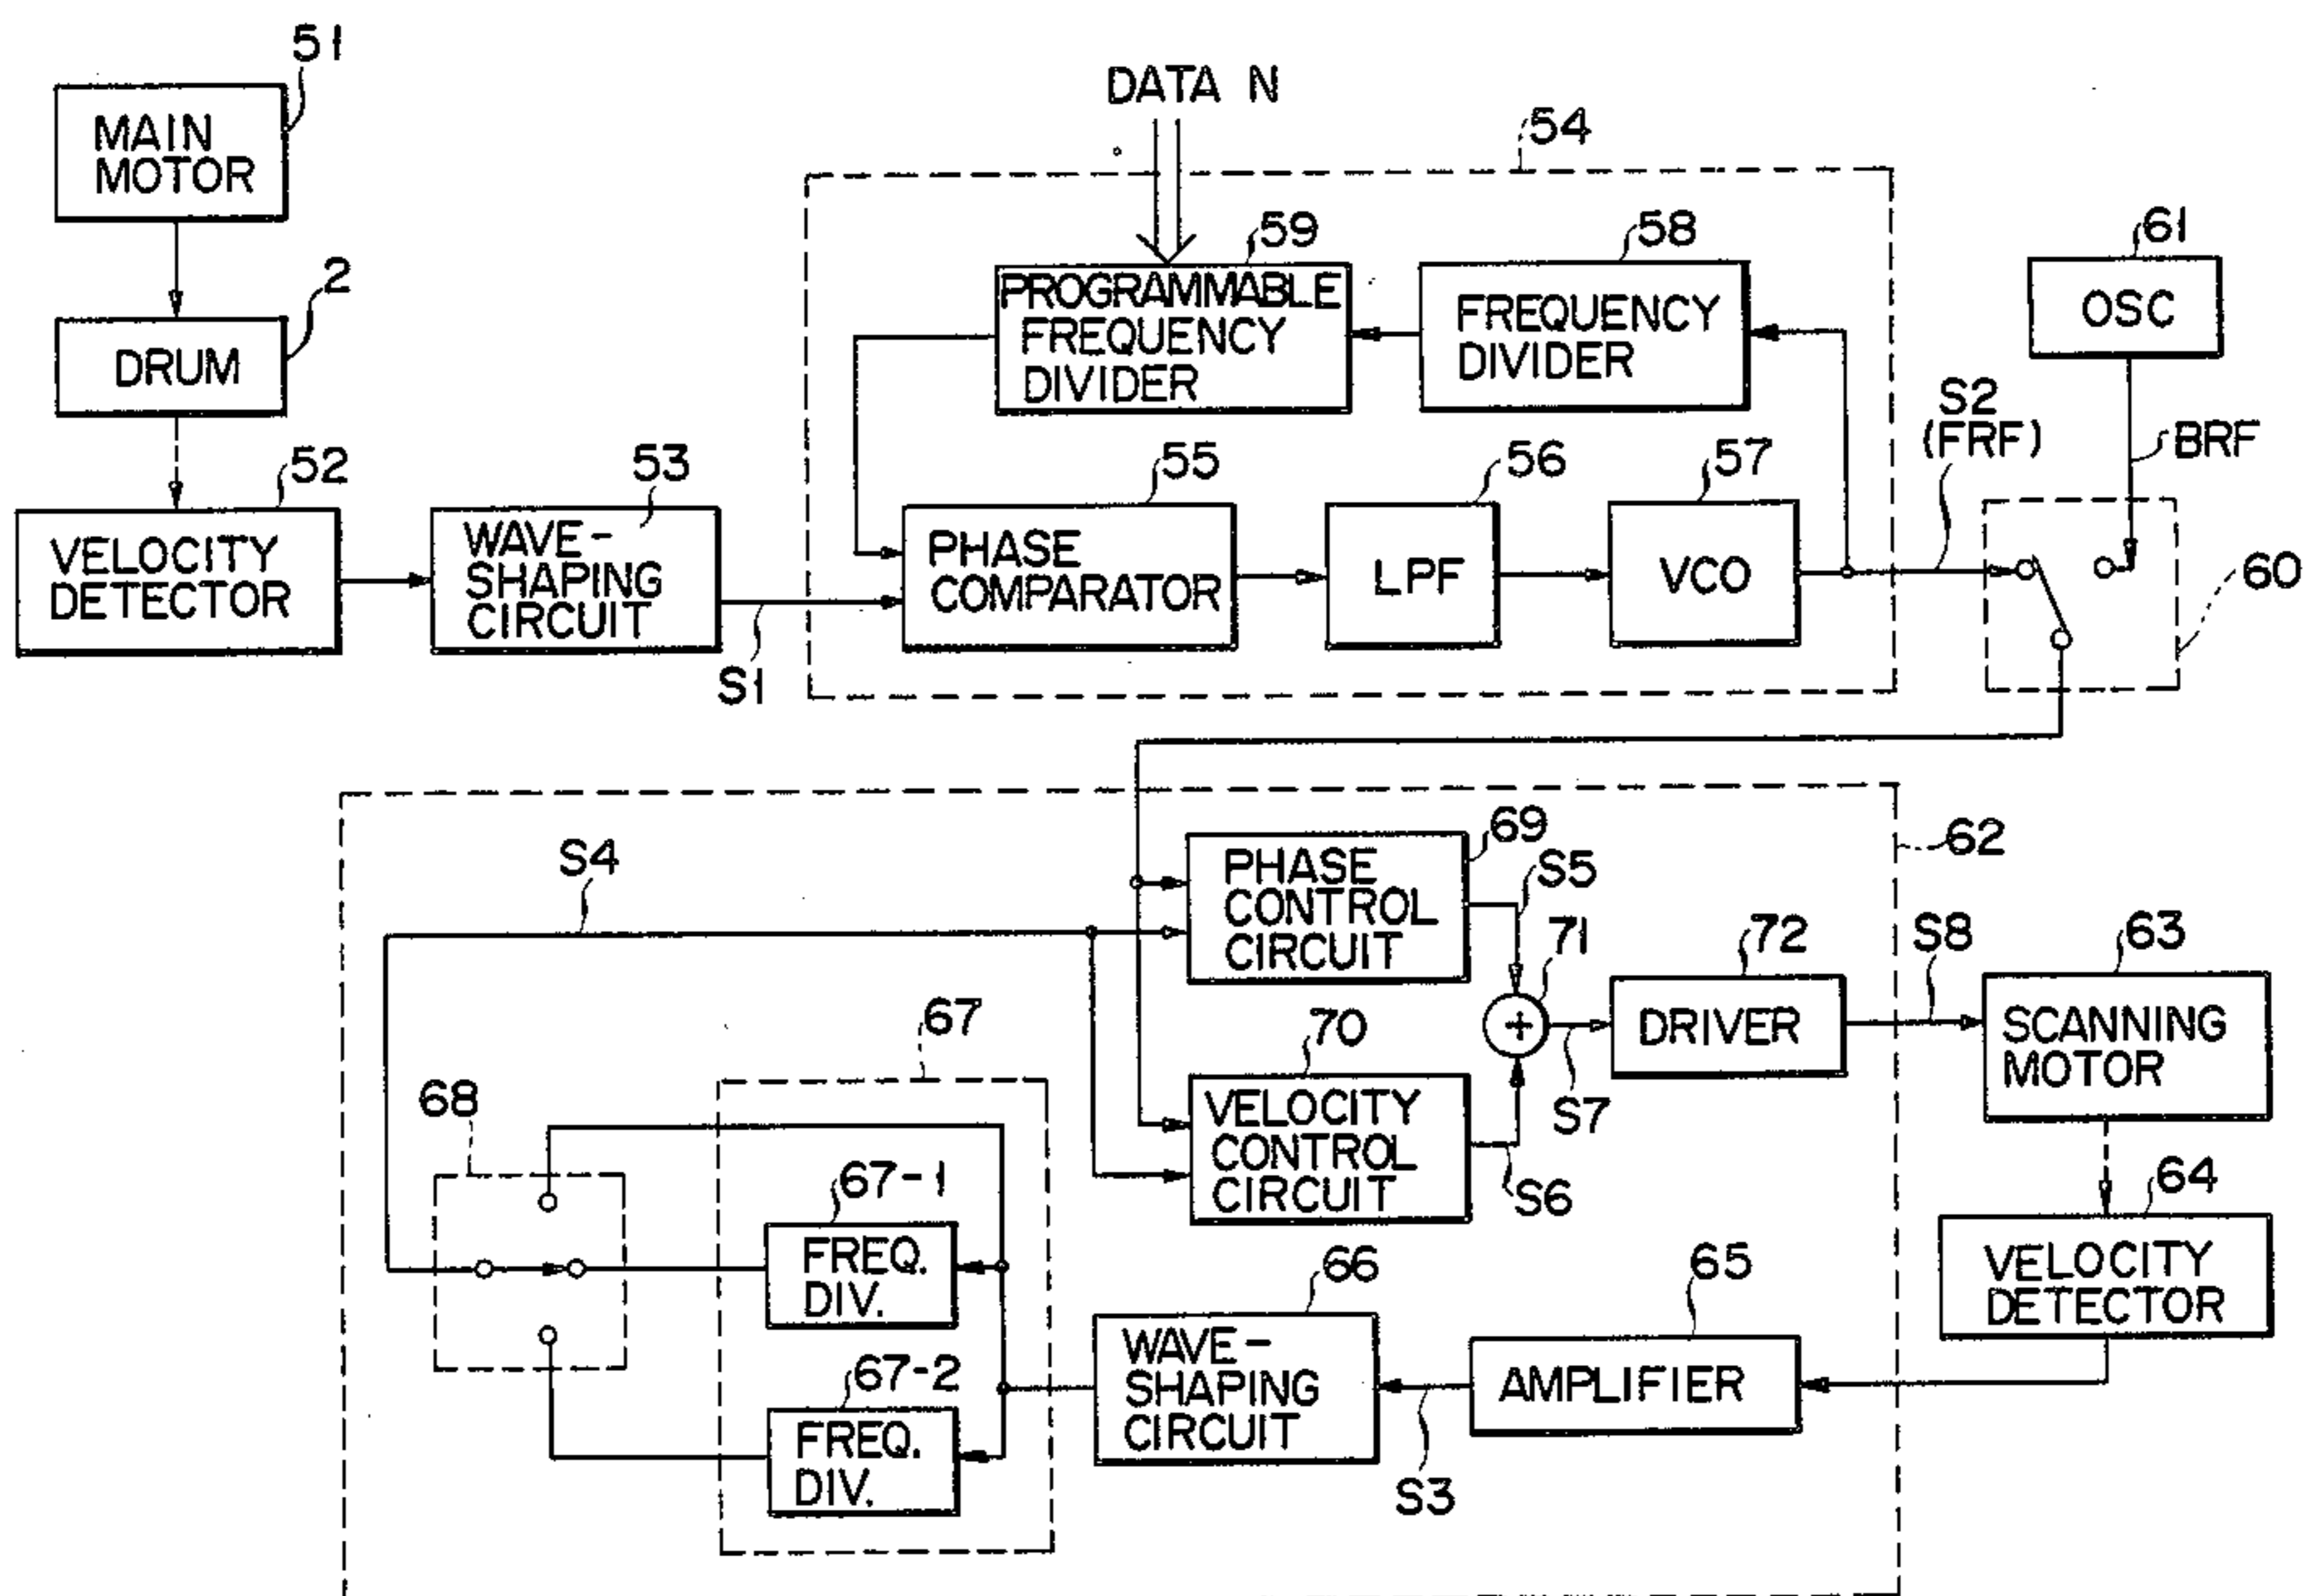 51
MAIN
MOTOR
2
DRUM
52
VELOCITY
DETECTOR
53
WAVE-
SHAPING
CIRCUIT
S1
DATA N
54
59
PROGRAMMABLE
FREQUENCY
DIVIDER
58
FREQUENCY
DIVIDER
55
PHASE
COMPARATOR
56
LPF
57
VCO
S2
(FRF)
61
OSC
BRF
60
62
S4
69
PHASE
CONTROL
CIRCUIT
S5
71
+
70
VELOCITY
CONTROL
CIRCUIT
S6
S7
72
DRIVER
S8
63
SCANNING
MOTOR
64
VELOCITY
DETECTOR
65
AMPLIFIER
S3
66
WAVE-
SHAPING
CIRCUIT
67
67-1
FREQ.
DIV.
67-2
FREQ.
DIV.
68